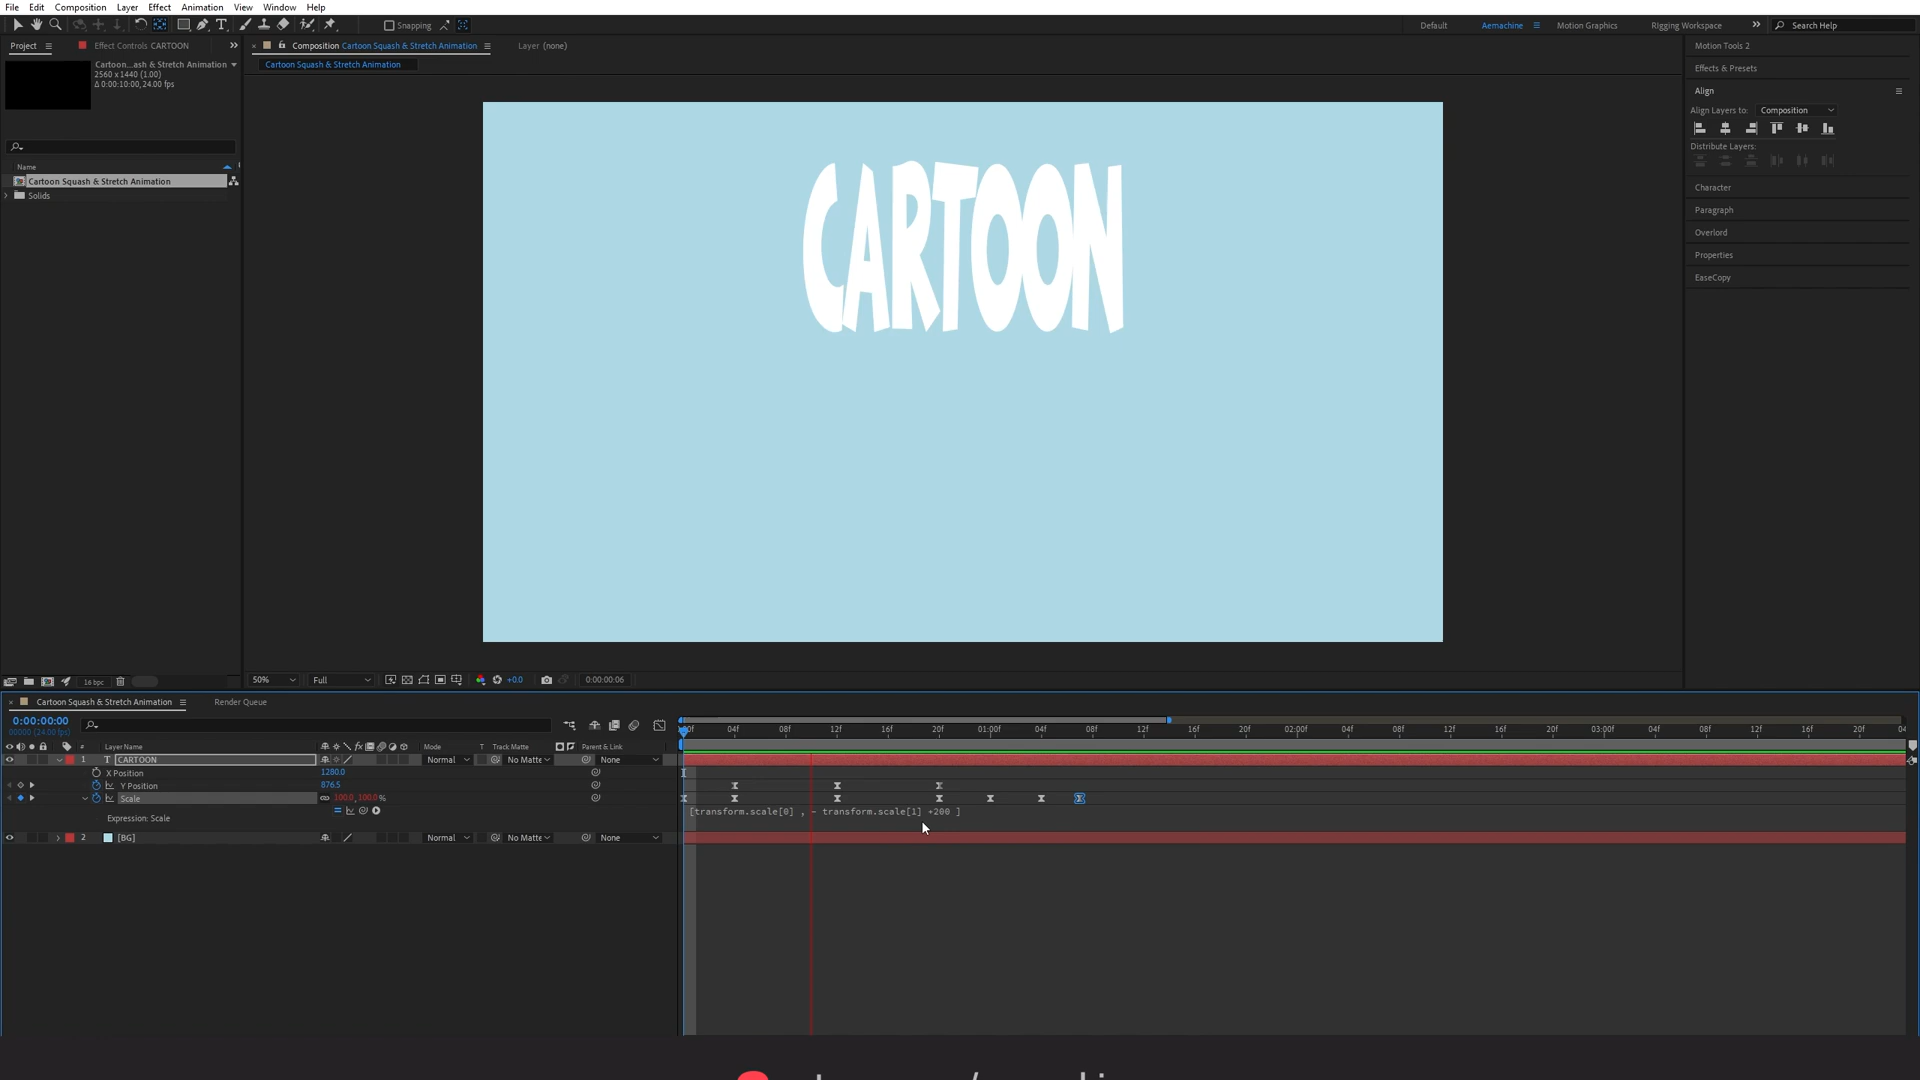 File Edit Composition Layer Effect Animation View Window Help
Snapping Default Aemachine Motion Graphics Rigging Workspace Search Help
Project Effect Controls CARTOON Composition Cartoon Squash & Stretch Animation Layer (none) Motion Tools 2
Cartoon...ash & Stretch Animation Cartoon Squash & Stretch Animation
2560 x 1440 (1.00)
Δ 0:00:10:00, 24.00 fps
Effects & Presets
Align
Align Layers to: Composition
Distribute Layers:
Name
Cartoon Squash & Stretch Animation
Solids
Character
Paragraph
Overlord
Properties
EaseCopy
CARTOON
16 bpc 50% Full +0.0 0:00:00:06
Cartoon Squash & Stretch Animation Render Queue
0:00:00:00
00000 (24.00 fps)
00f 04f 08f 12f 16f 20f 01:00f 04f 08f 12f 16f 20f 02:00f 04f 08f 12f 16f 20f 03:00f 04f 08f 12f 16f 20f 04
# Layer Name Mode T Track Matte Parent & Link
1 T CARTOON Normal No Matte None
X Position 1280.0
Y Position 876.5
Scale 100.0, 100.0 %
[transform.scale[0] , - transform.scale[1] +200 ]
Expression: Scale
2 [BG] Normal No Matte None